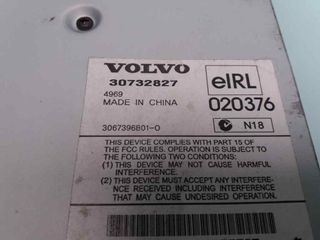 VOLVO
30732827
4969
MADE IN CHINA
eIRL
020376
N18
3067396801-0
THIS DEVICE COMPLIES WITH PART 15 OF
THE FCC RULES. OPERATION IS SUBJECT TO
THE FOLLOWING TWO CONDITIONS:
(1) THIS DEVICE MAY NOT CAUSE HARMFUL
INTERFERENCE.
(2) THIS DEVICE MUST ACCEPT ANY INTERFERE-
NCE RECEIVED INCLUDING INTERFERENCE
THAT MAY CAUSE UNDESIRED OPERATION.